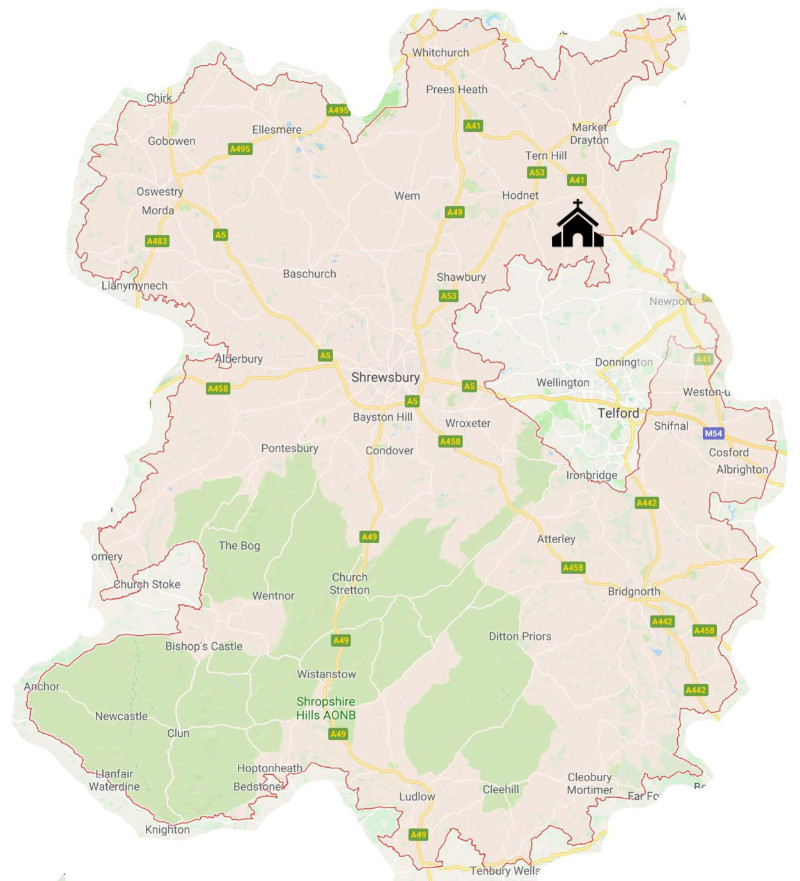 M
Whitchurch
Prees Heath
Chirk
A495
Ellesmere
A41
Market
Drayton
Gobowen
A495
Tern Hill
A53
A41
Oswestry
Wem
Hodnet
Morda
A49
A5
A483
Baschurch
Shawbury
Llanymynech
A53
Newport
Alberbury
A5
A41
Donnington
Shrewsbury
Wellington
A458
A5
Weston-u
A5
Telford
Bayston Hill
Wroxeter
Shifnal
M54
A458
Pontesbury
Condover
Cosford
Albrighton
Ironbridge
A442
A49
Atterley
The Bog
omery
A458
Church
Stretton
Church Stoke
Wentnor
Bridgnorth
A442
A458
A49
Ditton Priors
Bishop's Castle
Wistanstow
Anchor
A442
Shropshire
Hills AONB
Newcastle
Clun
A49
Hoptonheath
Llanfair
Waterdine
Bedstone
Cleobury
Mortimer
Cleehill
Ludlow
Far Fo
Knighton
A49
Tenbury Wells